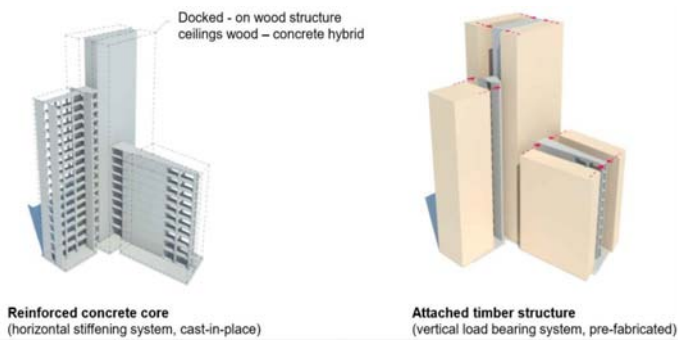 Docked - on wood structure
ceilings wood – concrete hybrid
Reinforced concrete core
(horizontal stiffening system, cast-in-place)
Attached timber structure
(vertical load bearing system, pre-fabricated)